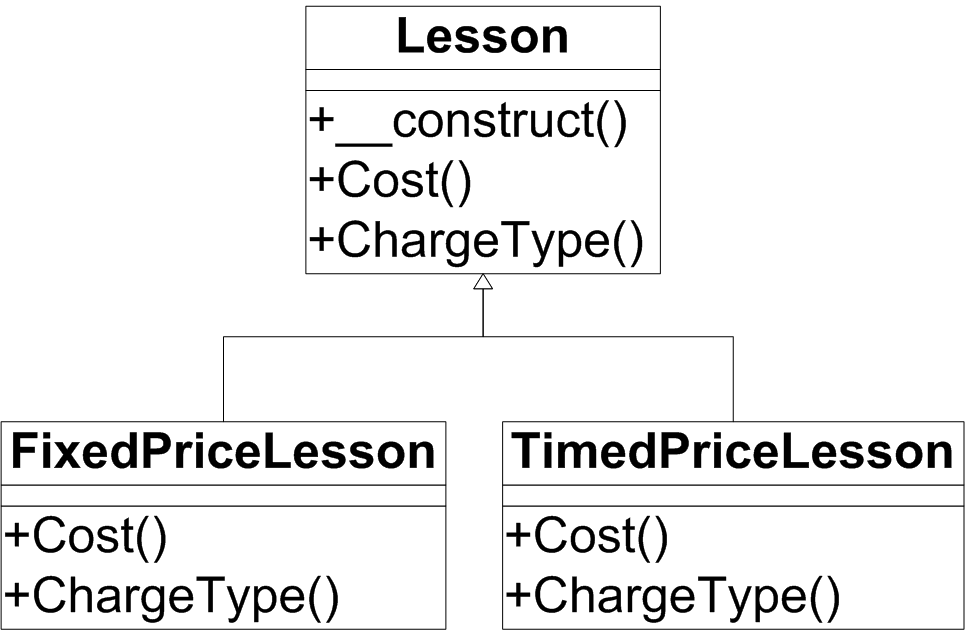 Lesson
+__construct()
+Cost()
+ChargeType()
FixedPriceLesson
+Cost()
+ChargeType()
TimedPriceLesson
+Cost()
+ChargeType()